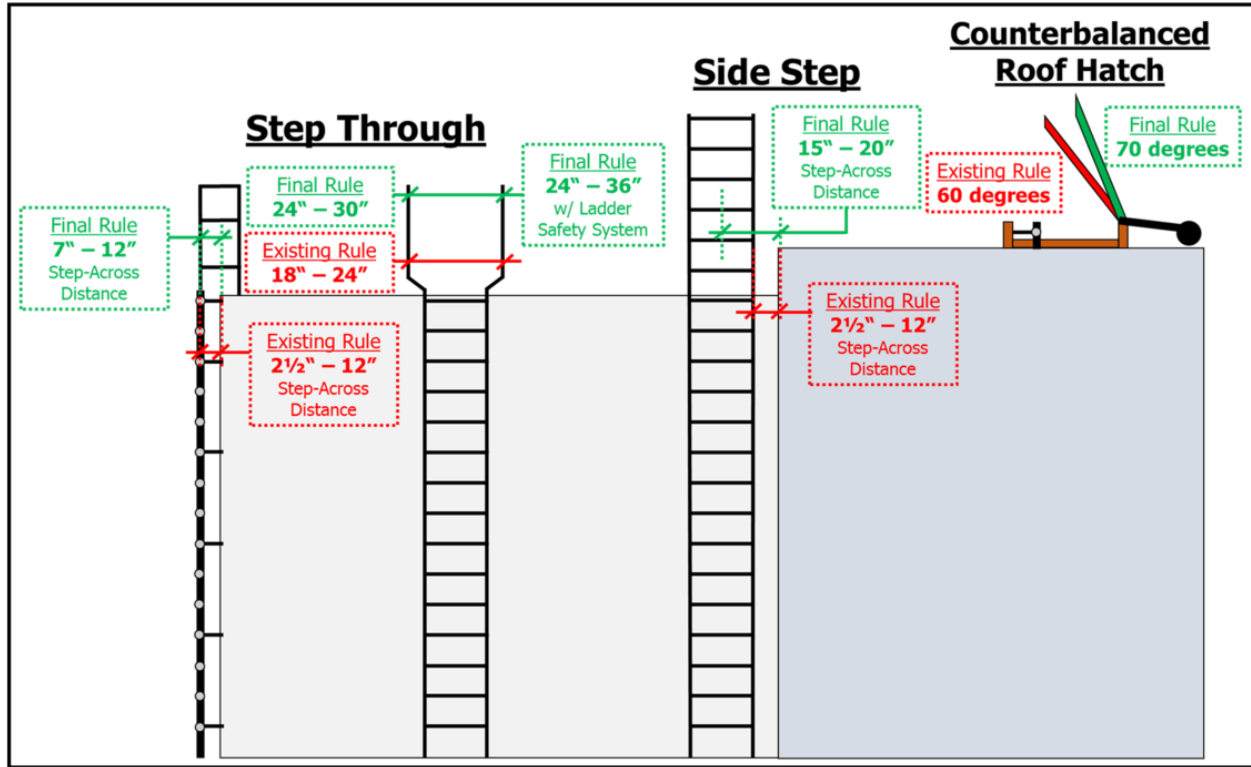 Step Through
Final Rule
7“ – 12”
Step-Across
Distance
Final Rule
24“ – 30”
Existing Rule
18“ – 24”
Final Rule
24“ – 36”
w/ Ladder
Safety System
Existing Rule
2½“ – 12”
Step-Across
Distance
Side Step
Final Rule
15“ – 20”
Step-Across
Distance
Existing Rule
2½“ – 12”
Step-Across
Distance
Counterbalanced
Roof Hatch
Existing Rule
60 degrees
Final Rule
70 degrees